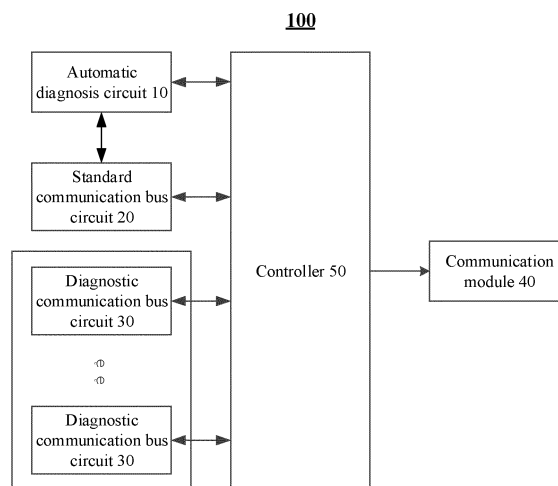 100
Automatic
diagnosis circuit 10
Standard
communication bus
circuit 20
Diagnostic
communication bus
circuit 30
Diagnostic
communication bus
circuit 30
Controller 50
Communication
module 40